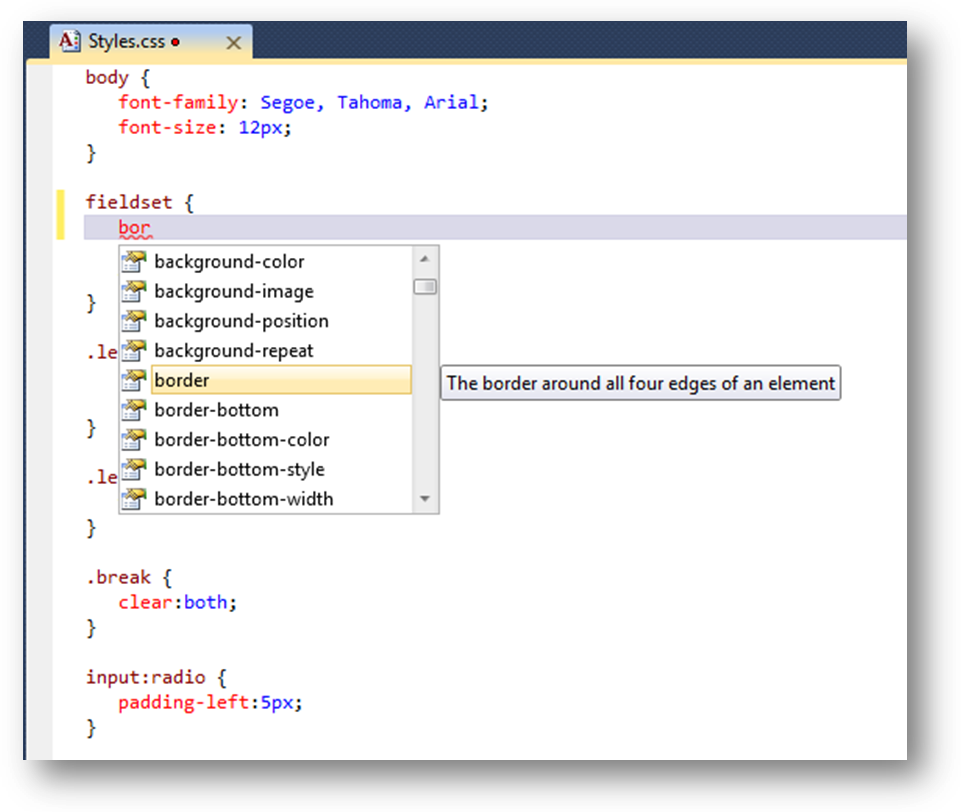 Styles.css
body {
font-family: Segoe, Tahoma, Arial;
font-size: 12px;
}
fieldset {
bor
background-color
background-image
}
background-position
.le
background-repeat
border
The border around all four edges of an element
border-bottom
}
border-bottom-color
.le
border-bottom-style
border-bottom-width
}
.break {
clear:both;
}
input:radio {
padding-left:5px;
}